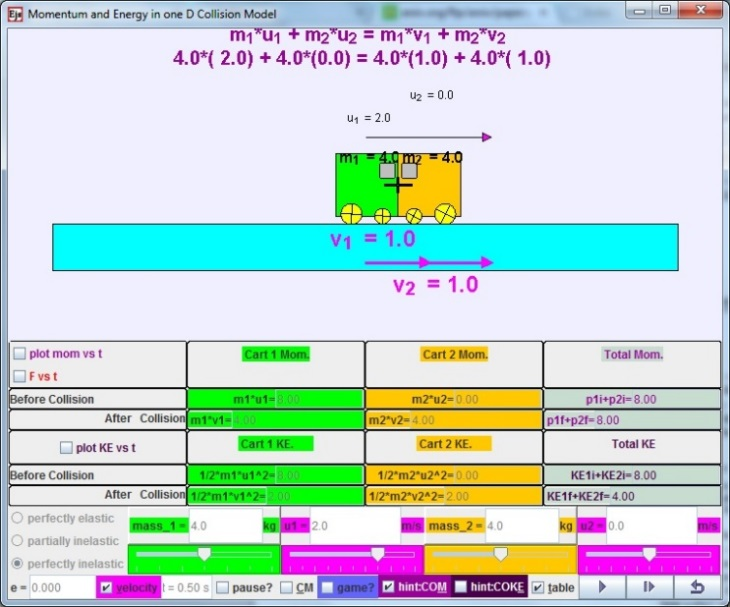 Momentum and Energy in one D Collision Model
m₁*u₁ + m₂*u₂ = m₁*v₁ + m₂*v₂
4.0*( 2.0) + 4.0*(0.0) = 4.0*(1.0) + 4.0*( 1.0)
u₂ = 0.0
u₁ = 2.0
m₁ = 4.0 m₂ = 4.0
v₁ = 1.0
v₂ = 1.0
plot mom vs t Cart 1 Mom. Cart 2 Mom. Total Mom.
F vs t
Before Collision m1*u1= 8.00 m2*u2= 0.00 p1i+p2i= 8.00
After Collision m1*v1= 4.00 m2*v2= 4.00 p1f+p2f= 8.00
plot KE vs t Cart 1 KE. Cart 2 KE. Total KE
Before Collision 1/2*m1*u1^2= 8.00 1/2*m2*u2^2= 0.00 KE1i+KE2i= 8.00
After Collision 1/2*m1*v1^2= 2.00 1/2*m2*v2^2= 2.00 KE1f+KE2f= 4.00
perfectly elastic
partially inelastic
perfectly inelastic
mass_1 = 4.0 kg u1 = 2.0 m/s mass_2 = 4.0 kg u2 = 0.0 m/s
e = 0.000 velocity t = 0.50 s pause? CM game? hint:COM hint:COKE table